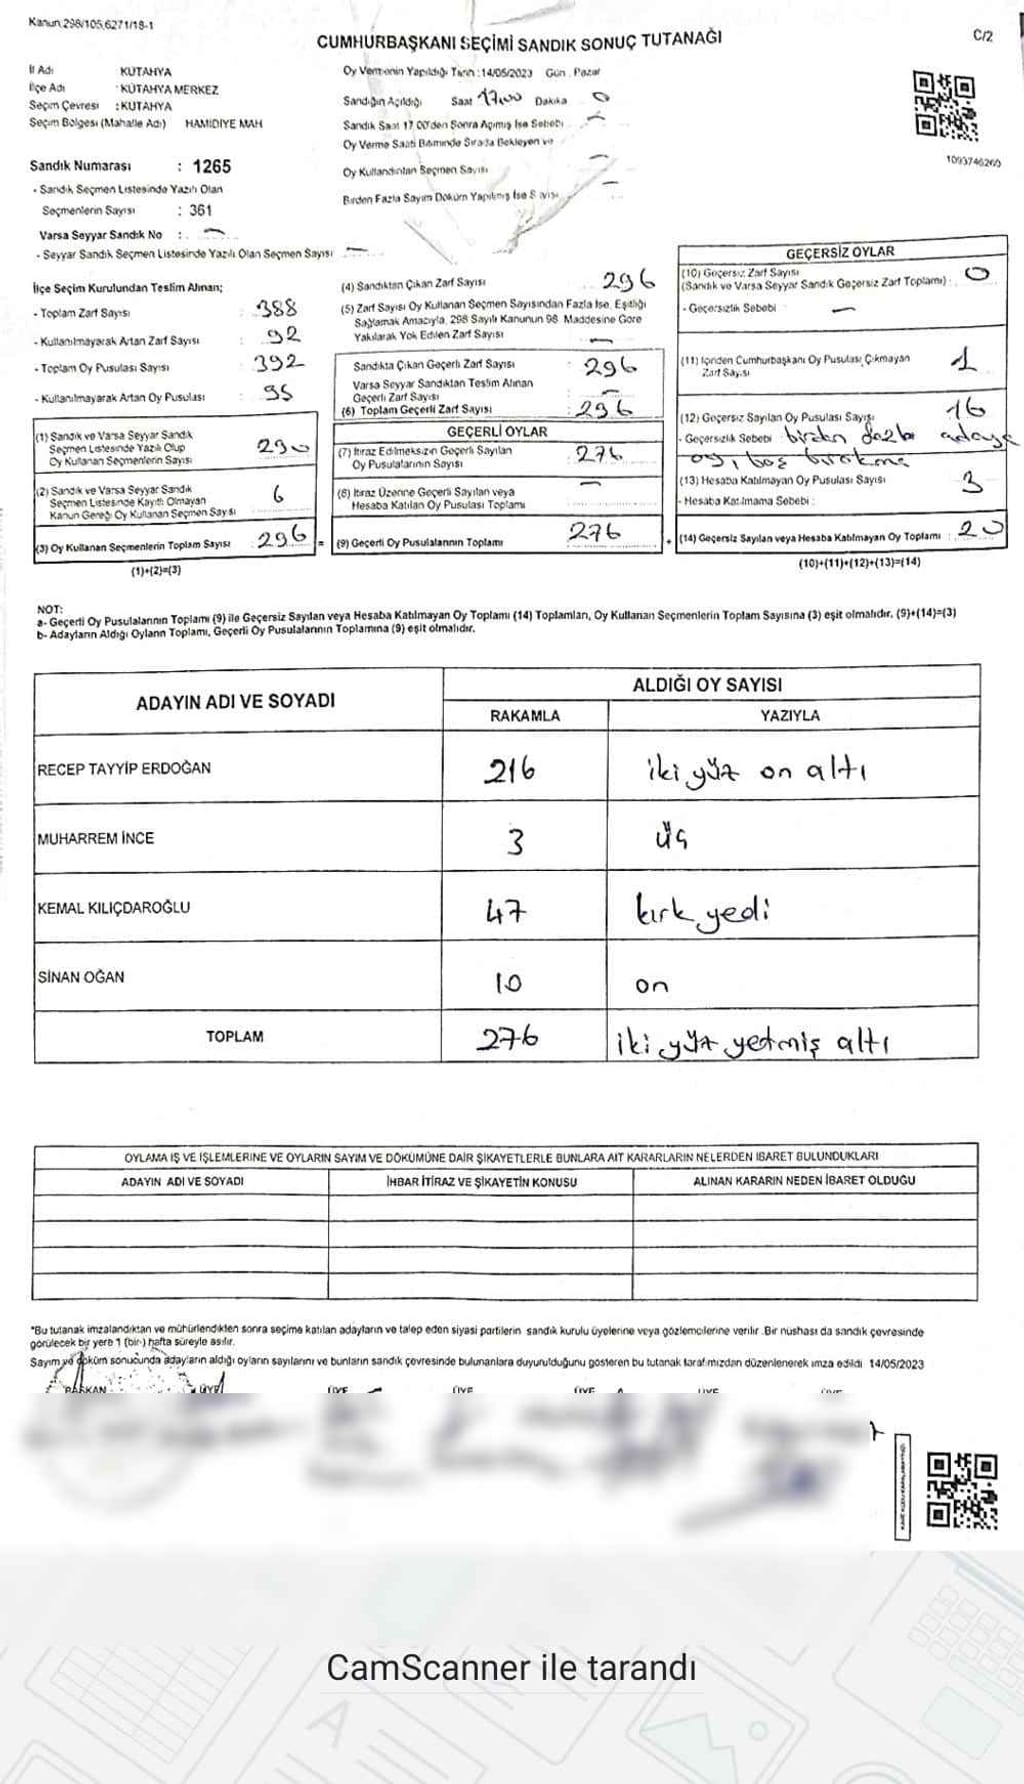 Kanun 298/105,6271/18-1
CUMHURBAŞKANI SEÇİMİ SANDIK SONUÇ TUTANAĞI
C/2
İl Adı KÜTAHYA
İlçe Adı KÜTAHYA MERKEZ
Seçim Çevresi : KÜTAHYA
Seçim Bölgesi (Mahalle Adı) HAMİDİYE MAH
Oy Vermenin Yapıldığı Tarih : 14/05/2023 Gün : Pazar
Sandığın Açıldığı Saat 17.00 Dakika 0
Sandık Saat 17 00'den Sonra Açılmış İse Sebebi
Oy Verme Saati Bitiminde Sırada Bekleyen ve
Oy Kullandırılan Seçmen Sayısı
Birden Fazla Sayım Döküm Yapılmış İse Sayısı
1093746260
Sandık Numarası : 1265
- Sandık Seçmen Listesinde Yazılı Olan
Seçmenlerin Sayısı : 361
Varsa Seyyar Sandık No : -
- Seyyar Sandık Seçmen Listesinde Yazılı Olan Seçmen Sayısı -
İlçe Seçim Kurulundan Teslim Alınan;
- Toplam Zarf Sayısı : 388
- Kullanılmayarak Artan Zarf Sayısı : 92
- Toplam Oy Pusulası Sayısı : 392
- Kullanılmayarak Artan Oy Pusulası : 95
(1) Sandık ve Varsa Seyyar Sandık
Seçmen Listesinde Yazılı Olup
Oy Kullanan Seçmenlerin Sayısı 290
(2) Sandık ve Varsa Seyyar Sandık
Seçmen Listesinde Kayıtlı Olmayan
Kanun Gereği Oy Kullanan Seçmen Sayısı 6
(3) Oy Kullanan Seçmenlerin Toplam Sayısı : 296 =
(1)+(2)=(3)
(4) Sandıktan Çıkan Zarf Sayısı 296
(5) Zarf Sayısı Oy Kullanan Seçmen Sayısından Fazla İse, Eşitliği
Sağlamak Amacıyla, 298 Sayılı Kanunun 98. Maddesine Göre
Yakılarak Yok Edilen Zarf Sayısı -
Sandıkta Çıkan Geçerli Zarf Sayısı : 296
Varsa Seyyar Sandıktan Teslim Alınan
Geçerli Zarf Sayısı -
(6) Toplam Geçerli Zarf Sayısı : 296
GEÇERLİ OYLAR
(7) İtiraz Edilmeksizin Geçerli Sayılan
Oy Pusulalarının Sayısı : 276
(8) İtiraz Üzerine Geçerli Sayılan veya
Hesaba Katılan Oy Pusulası Toplamı -
(9) Geçerli Oy Pusulalarının Toplamı 276 +
GEÇERSİZ OYLAR
(10) Geçersiz Zarf Sayısı
(Sandık ve Varsa Seyyar Sandık Geçersiz Zarf Toplamı) : 0
- Geçersizlik Sebebi -
(11) İçinden Cumhurbaşkanı Oy Pusulası Çıkmayan
Zarf Sayısı 1
(12) Geçersiz Sayılan Oy Pusulası Sayısı 16
- Geçersizlik Sebebi birden fazla adaya
oy, boş bırakma
(13) Hesaba Katılmayan Oy Pusulası Sayısı 3
- Hesaba Katılmama Sebebi :
(14) Geçersiz Sayılan veya Hesaba Katılmayan Oy Toplamı : 20
(10)+(11)+(12)+(13)=(14)
NOT:
a- Geçerli Oy Pusulalarının Toplamı (9) ile Geçersiz Sayılan veya Hesaba Katılmayan Oy Toplamı (14) Toplamları, Oy Kullanan Seçmenlerin Toplam Sayısına (3) eşit olmalıdır. (9)+(14)=(3)
b- Adayların Aldığı Oyların Toplamı, Geçerli Oy Pusulalarının Toplamına (9) eşit olmalıdır.
ADAYIN ADI VE SOYADI
ALDIĞI OY SAYISI
RAKAMLA YAZIYLA
RECEP TAYYİP ERDOĞAN 216 iki yüz on altı
MUHARREM İNCE 3 üç
KEMAL KILIÇDAROĞLU 47 kırk yedi
SİNAN OĞAN 10 on
TOPLAM 276 iki yüz yetmiş altı
OYLAMA İŞ VE İŞLEMLERİNE VE OYLARIN SAYIM VE DÖKÜMÜNE DAİR ŞİKAYETLERLE BUNLARA AİT KARARLARIN NELERDEN İBARET BULUNDUKLARI
ADAYIN ADI VE SOYADI İHBAR İTİRAZ VE ŞİKAYETİN KONUSU ALINAN KARARIN NEDEN İBARET OLDUĞU
*Bu tutanak imzalandıktan ve mühürlendikten sonra seçime katılan adayların ve talep eden siyasi partilerin sandık kurulu üyelerine veya gözlemcilerine verilir. Bir nüshası da sandık çevresinde
görülecek bir yere 1 (bir) hafta süreyle asılır.
Sayım ve döküm sonucunda adayların aldığı oyların sayılarını ve bunların sandık çevresinde bulunanlara duyurulduğunu gösteren bu tutanak tarafımızdan düzenlenerek imza edildi 14/05/2023
BAŞKAN ÜYE ÜYE ÜYE ÜYE ÜYE
CamScanner ile tarandı